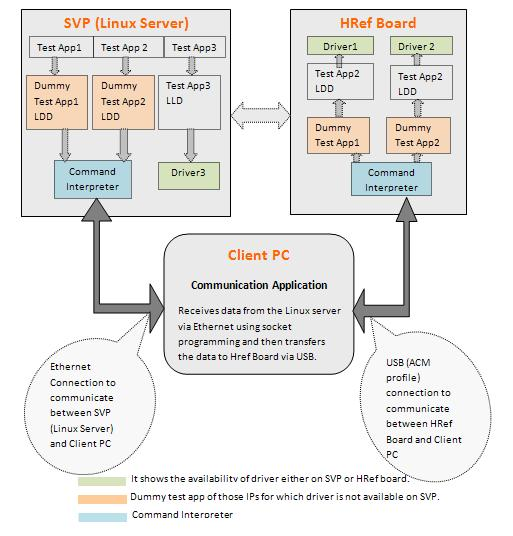 SVP (Linux Server)
HRef Board
Test App1
Test App 2
Test App3
Driver1
Driver 2
Dummy
Test App1
LDD
Dummy
Test App2
LDD
Test App3
LLD
Test App2
LDD
Test App2
LDD
Dummy
Test App1
Dummy
Test App2
Command
Interpreter
Driver3
Command
Interpreter
Client PC
Communication Application
Receives data from the Linux server
via Ethernet using socket
programming and then transfers
the data to Href Board via USB.
Ethernet
Connection to
communicate
between SVP
(Linux Server)
and Client PC
USB (ACM
profile)
connection to
communicate
between HRef
Board and Client
PC
It shows the availability of driver either on SVP or HRef board.
Dummy test app of those IPs for which driver is not available on SVP.
Command Interpreter